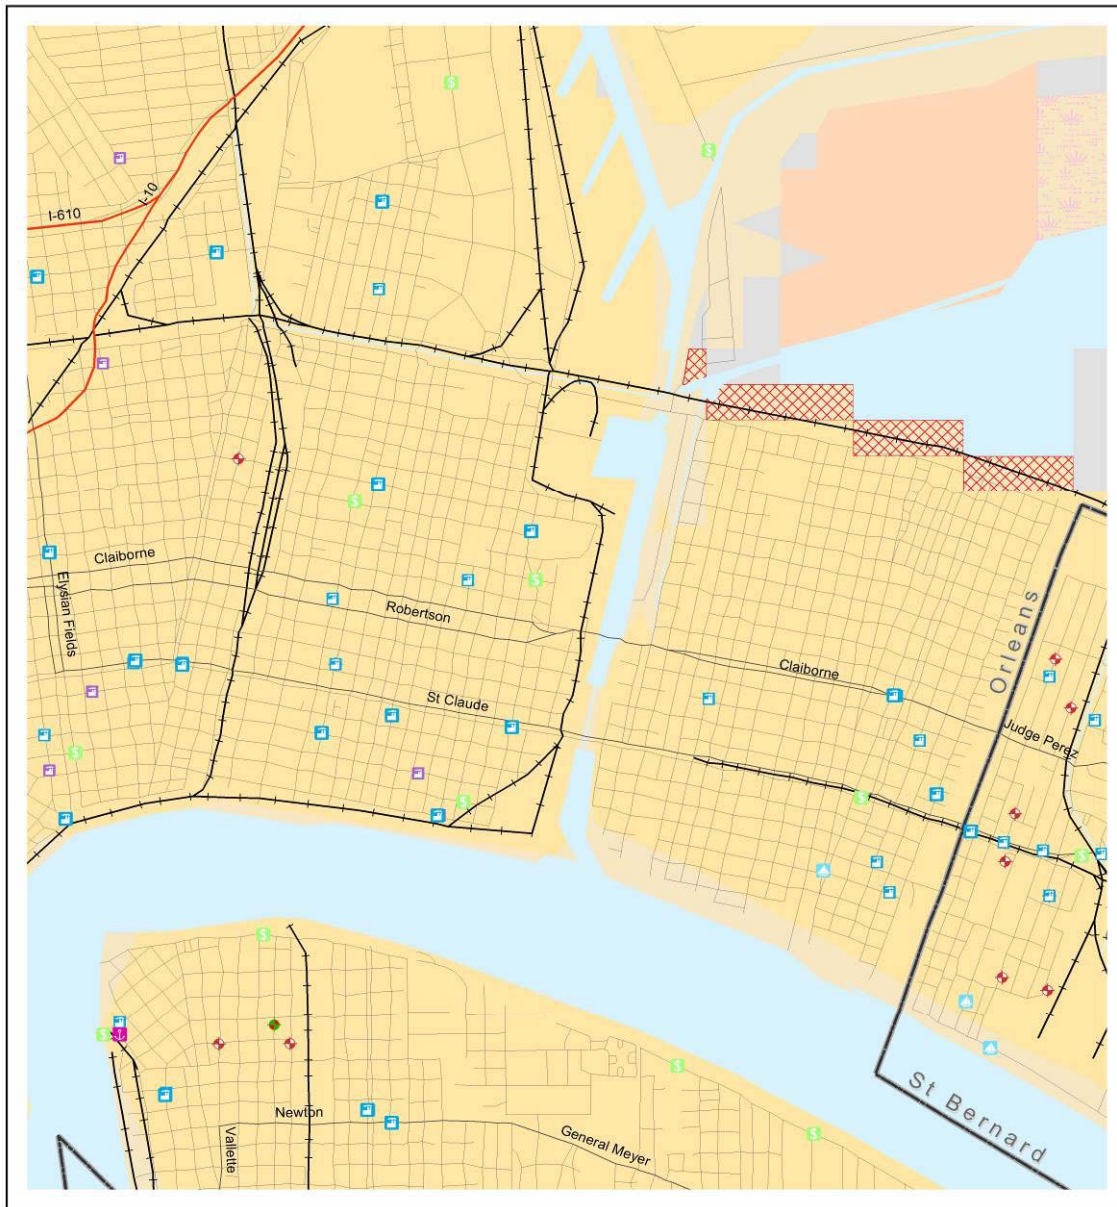 I-10
I-610
Claiborne
Elysian Fields
Robertson
Orleans
Claiborne
St Claude
Judge Perez
$
$
$
$
$
$
$
$
$
$
$
$
St Bernard
Newton
General Meyer
Vallette